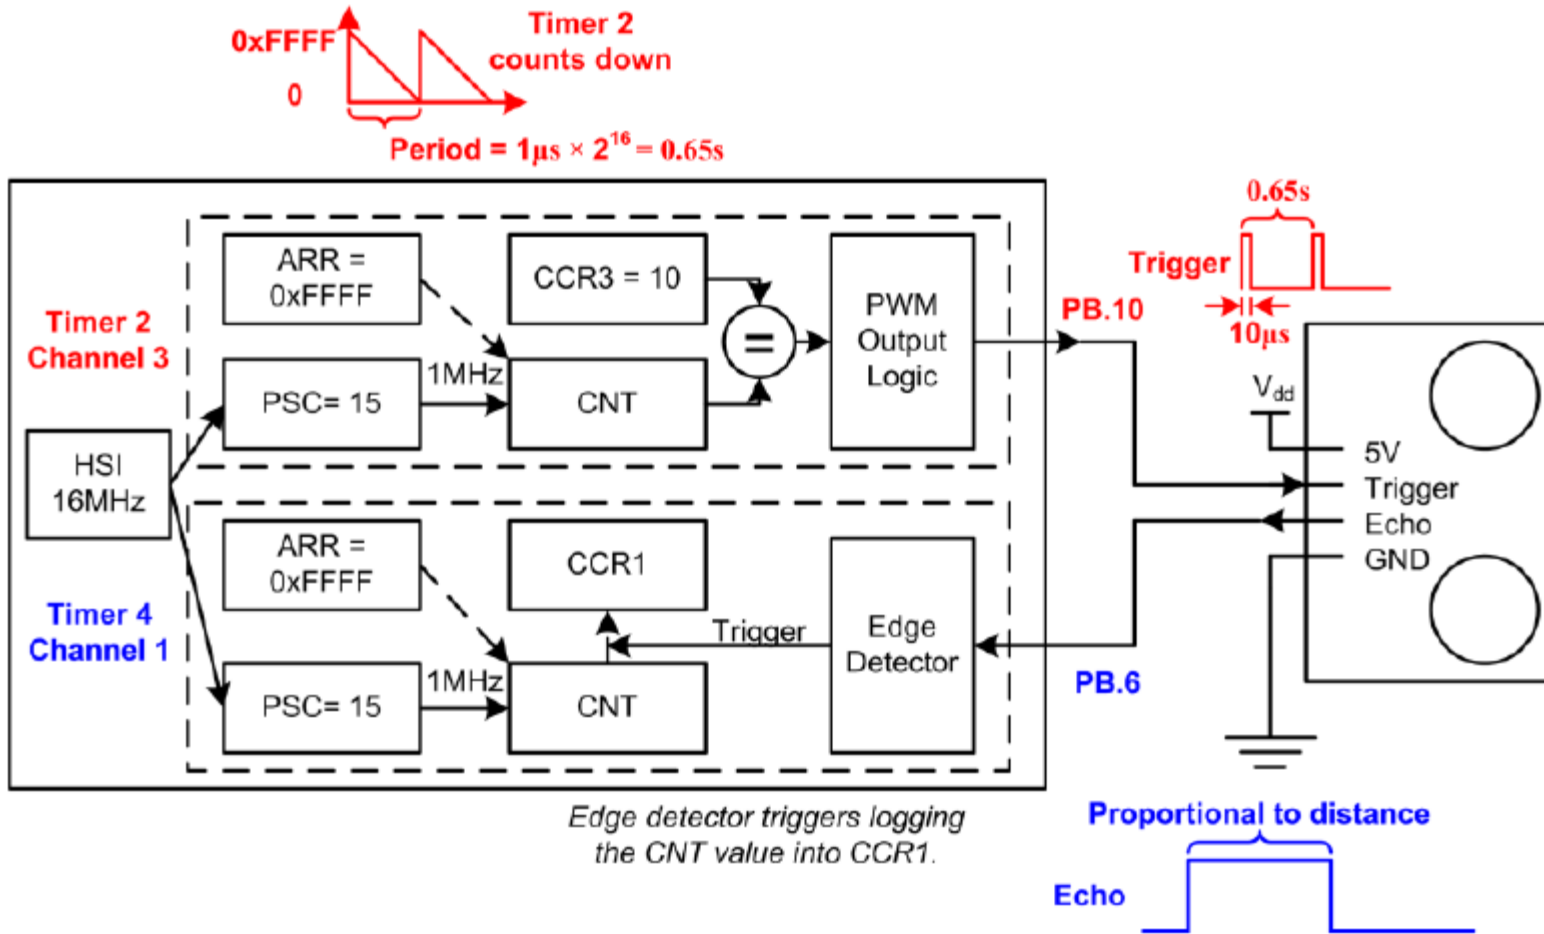 0xFFFF
0
Timer 2
counts down
Period = 1μs × 2¹⁶ = 0.65s
Timer 2
Channel 3
ARR =
0xFFFF
CCR3 = 10
PSC= 15
1MHz
CNT
=
PWM
Output
Logic
PB.10
HSI
16MHz
Timer 4
Channel 1
ARR =
0xFFFF
CCR1
PSC= 15
1MHz
CNT
Trigger
Edge
Detector
PB.6
Edge detector triggers logging
the CNT value into CCR1.
0.65s
Trigger
10μs
Vdd
5V
Trigger
Echo
GND
Proportional to distance
Echo